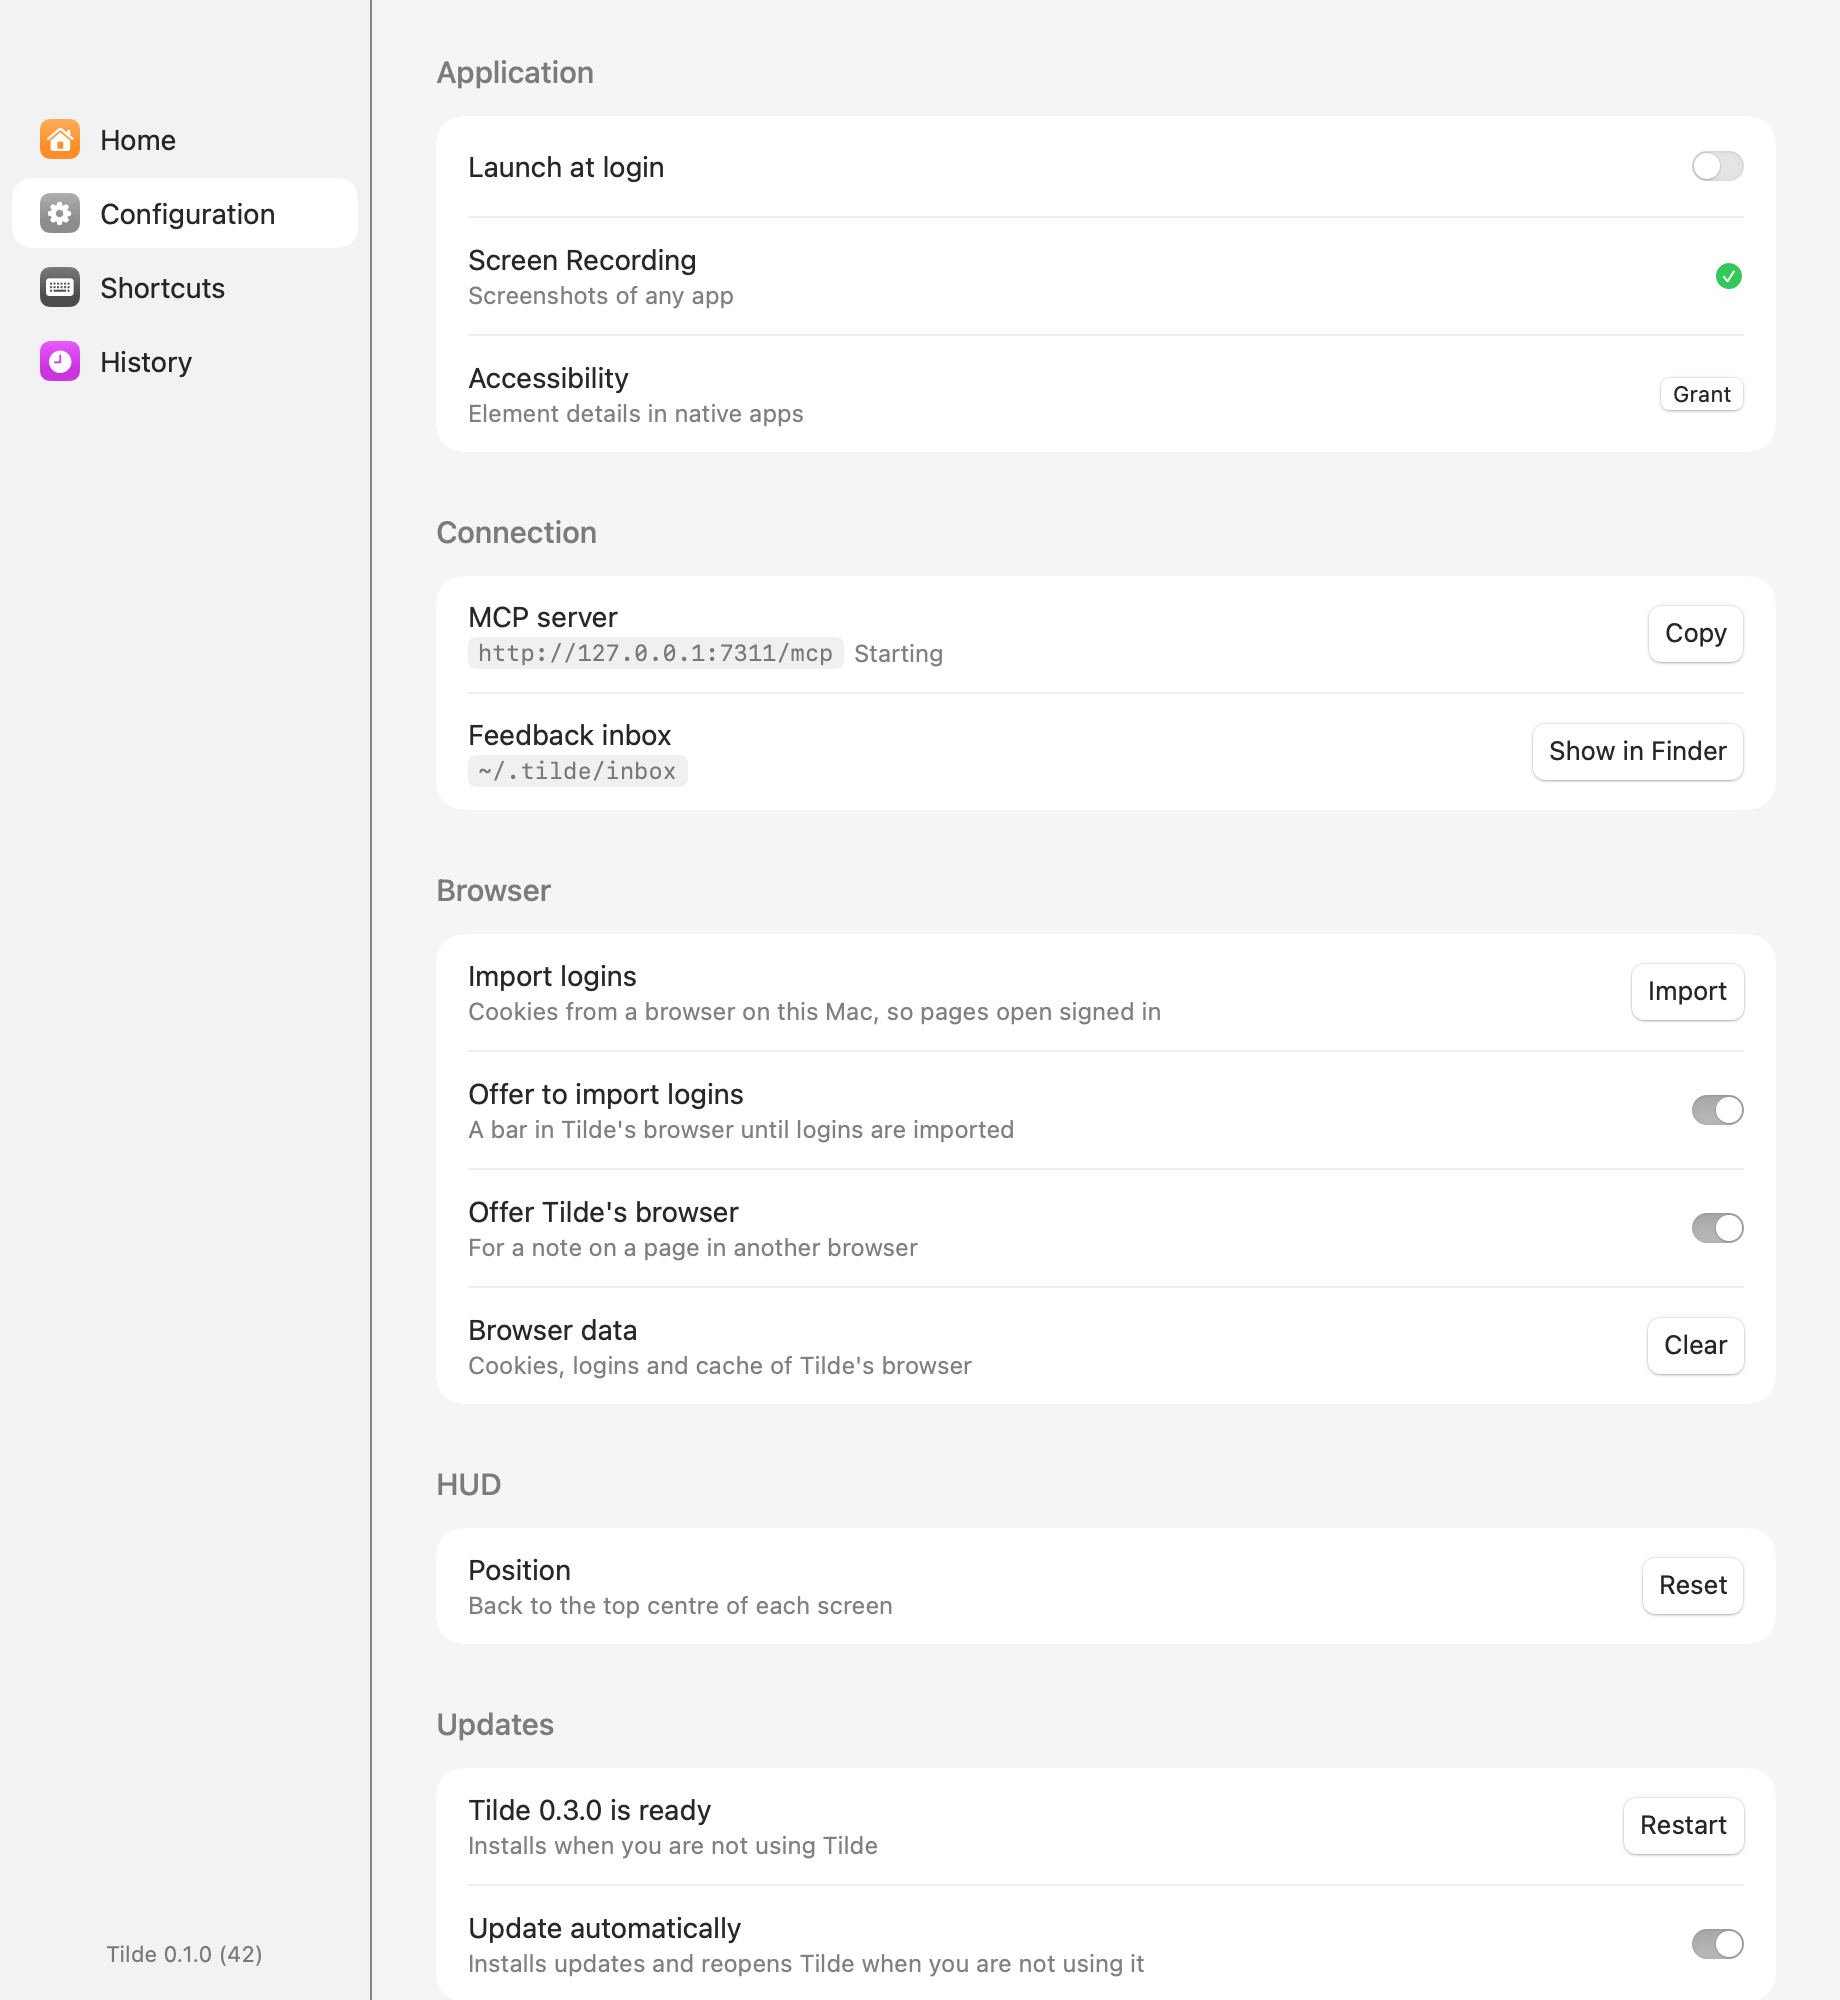 Home
Configuration
Shortcuts
History
Tilde 0.1.0 (42)
Application
Launch at login
Screen Recording
Screenshots of any app
Accessibility
Element details in native apps
Grant
Connection
MCP server
http://127.0.0.1:7311/mcp Starting
Copy
Feedback inbox
~/.tilde/inbox
Show in Finder
Browser
Import logins
Cookies from a browser on this Mac, so pages open signed in
Import
Offer to import logins
A bar in Tilde's browser until logins are imported
Offer Tilde's browser
For a note on a page in another browser
Browser data
Cookies, logins and cache of Tilde's browser
Clear
HUD
Position
Back to the top centre of each screen
Reset
Updates
Tilde 0.3.0 is ready
Installs when you are not using Tilde
Restart
Update automatically
Installs updates and reopens Tilde when you are not using it